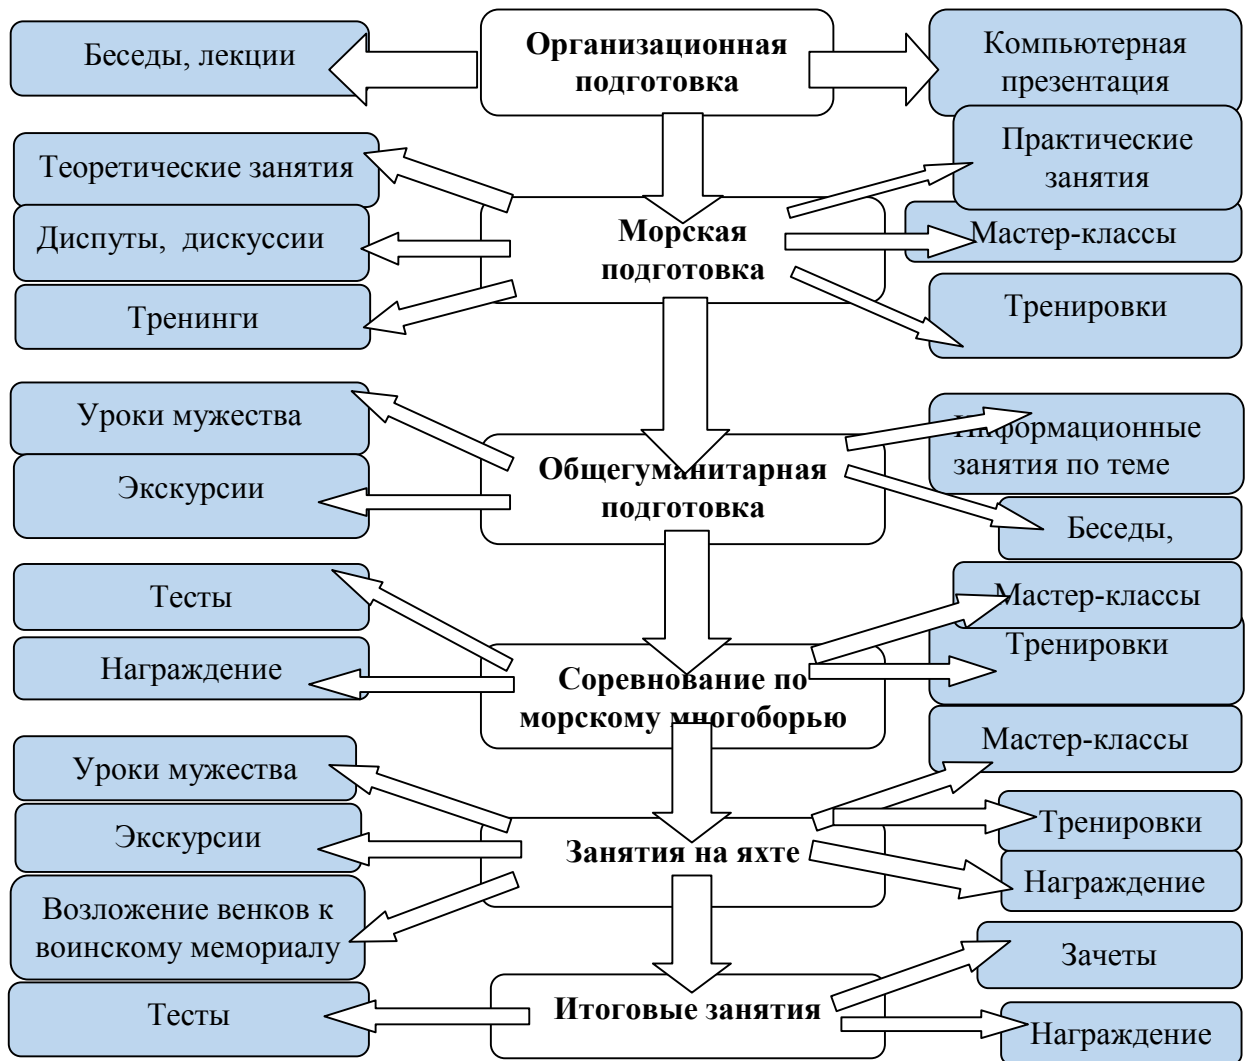 Беседы, лекции
Организационная
подготовка
Компьютерная
презентация
Теоретические занятия
Практические
занятия
Диспуты,  дискуссии
Морская
подготовка
Мастер-классы
Тренинги
Тренировки
Уроки мужества
Экскурсии
Общегуманитарная
подготовка
Информационные
занятия по теме
Беседы,
Тесты
Награждение
Соревнование по
морскому многоборью
Мастер-классы
Тренировки
Уроки мужества
Экскурсии
Возложение венков к
воинскому мемориалу
Занятия на яхте
Мастер-классы
Тренировки
Награждение
Тесты
Итоговые занятия
Зачеты
Награждение